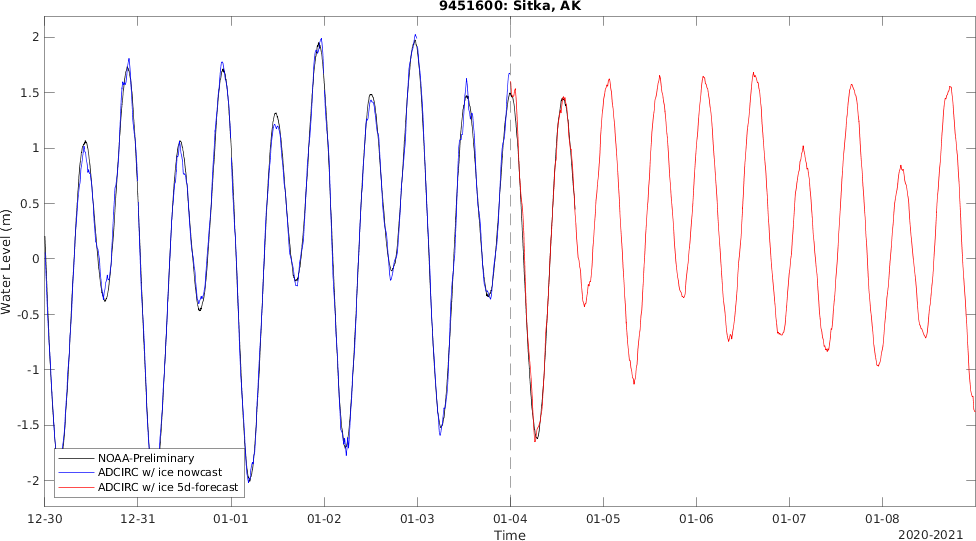 9451600: Sitka, AK
2
1.5
1
0.5
0
-0.5
-1
-1.5
-2
Water Level (m)
NOAA-Preliminary
ADCIRC w/ ice nowcast
ADCIRC w/ ice 5d-forecast
12-30 12-31 01-01 01-02 01-03 01-04 01-05 01-06 01-07 01-08
Time
2020-2021